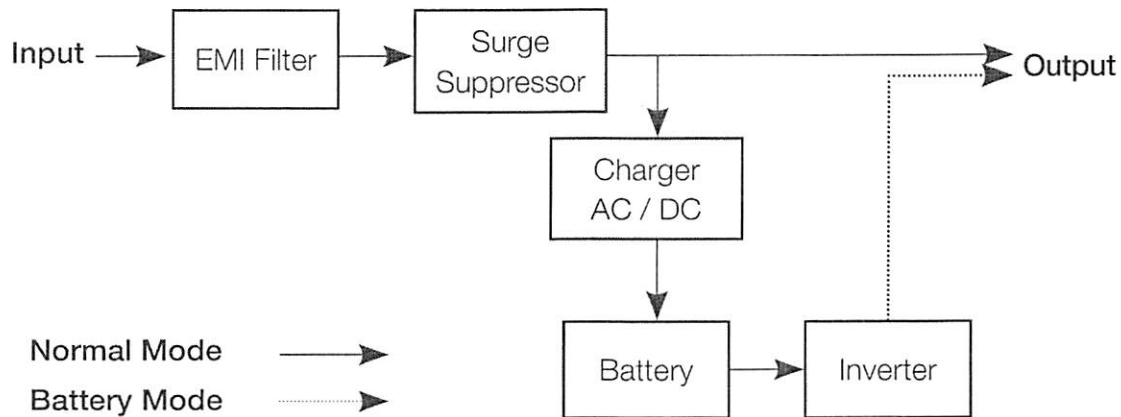 Input
EMI Filter
Surge
Suppressor
Output
Charger
AC / DC
Battery
Inverter
Normal Mode
Battery Mode